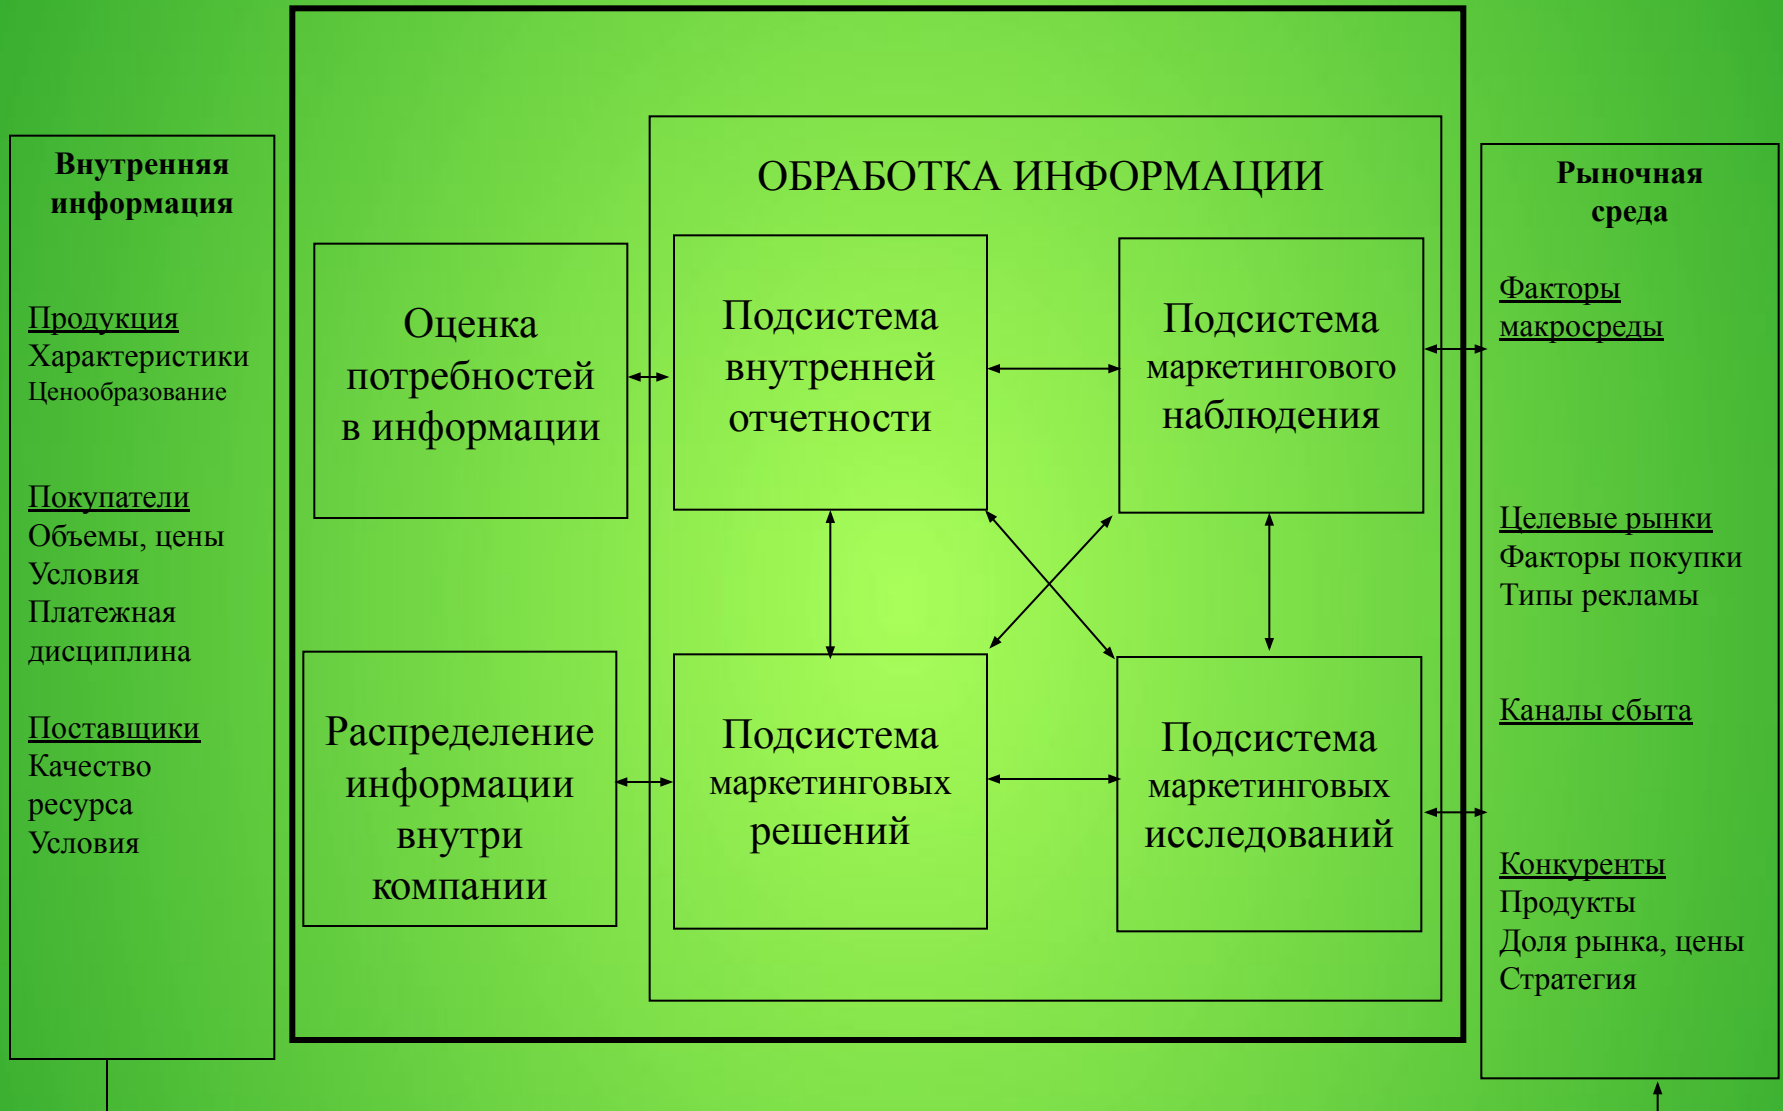 Внутренняя
информация
Продукция
Характеристики
Ценообразование
Покупатели
Объемы, цены
Условия
Платежная
дисциплина
Поставщики
Качество
ресурса
Условия
ОБРАБОТКА ИНФОРМАЦИИ
Оценка
потребностей
в информации
Подсистема
внутренней
отчетности
Подсистема
маркетингового
наблюдения
Распределение
информации
внутри
компании
Подсистема
маркетинговых
решений
Подсистема
маркетинговых
исследований
Рыночная
среда
Факторы
макросреды
Целевые рынки
Факторы покупки
Типы рекламы
Каналы сбыта
Конкуренты
Продукты
Доля рынка, цены
Стратегия